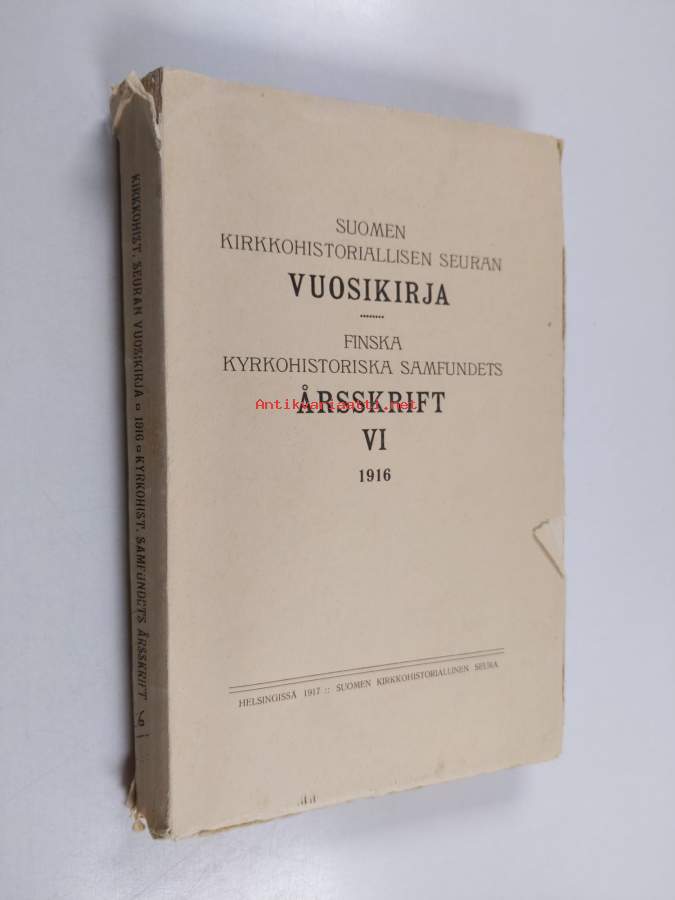 SUOMEN
KIRKKOHISTORIALLISEN SEURAN
VUOSIKIRJA
FINSKA
KYRKOHISTORISKA SAMFUNDETS
ÅRSSKRIFT
Antikvariaatti.net
VI
1916
HELSINGISSÄ 1917 :: SUOMEN KIRKKOHISTORIALLINEN SEURA
KIRKKOHIST. SEURAN VUOSIKIRJA ¤ 1916 ¤ KYRKOHIST. SAMFUNDETS ÅRSSKRIFT